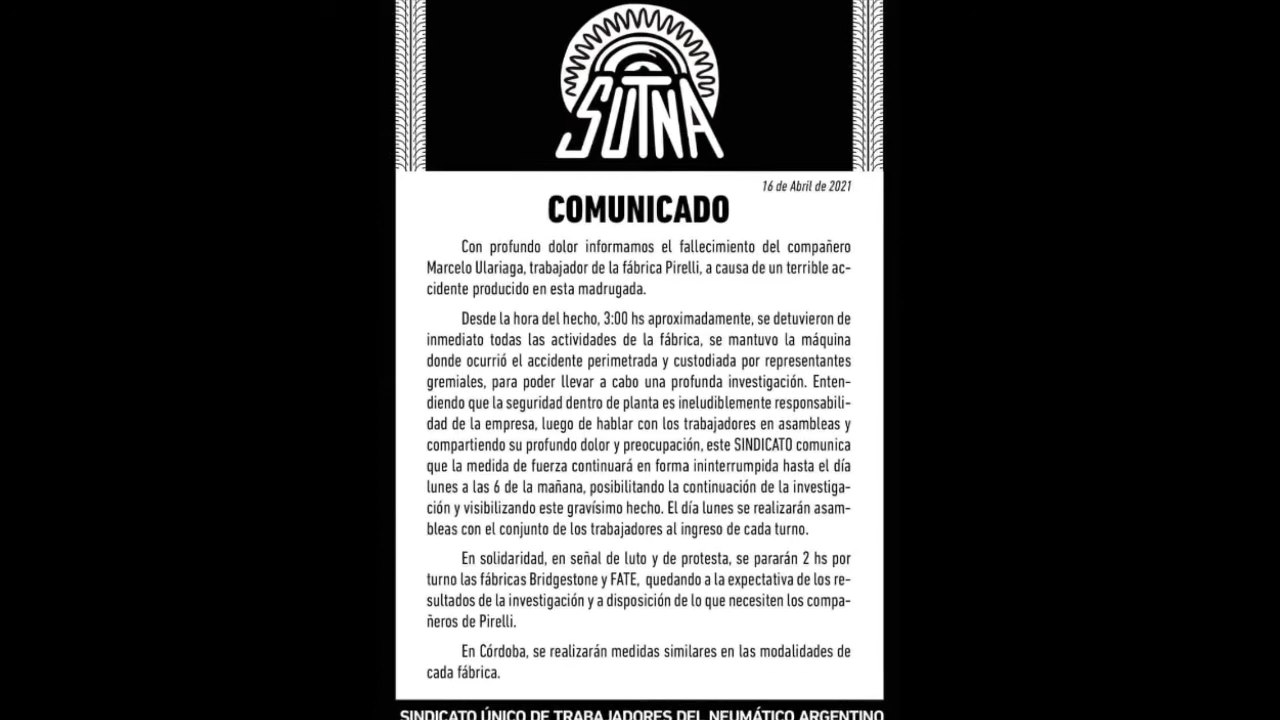 SUTNA
16 de Abril de 2021
COMUNICADO
Con profundo dolor informamos el fallecimiento del compañero
Marcelo Ulariaga, trabajador de la fábrica Pirelli, a causa de un terrible ac-
cidente producido en esta madrugada.
Desde la hora del hecho, 3:00 hs aproximadamente, se detuvieron de
inmediato todas las actividades de la fábrica, se mantuvo la máquina
donde ocurrió el accidente perimetrada y custodiada por representantes
gremiales, para poder llevar a cabo una profunda investigación. Enten-
diendo que la seguridad dentro de planta es ineludiblemente responsabili-
dad de la empresa, luego de hablar con los trabajadores en asambleas y
compartiendo su profundo dolor y preocupación, este SINDICATO comunica
que la medida de fuerza continuará en forma ininterrumpida hasta el día
lunes a las 6 de la mañana, posibilitando la continuación de la investiga-
ción y visibilizando este gravísimo hecho. El día lunes se realizarán asam-
bleas con el conjunto de los trabajadores al ingreso de cada turno.
En solidaridad, en señal de luto y de protesta, se pararán 2 hs por
turno las fábricas Bridgestone y FATE, quedando a la expectativa de los re-
sultados de la investigación y a disposición de lo que necesiten los compa-
ñeros de Pirelli.
En Córdoba, se realizarán medidas similares en las modalidades de
cada fábrica.
SINDICATO ÚNICO DE TRABAJADORES DEL NEUMÁTICO ARGENTINO